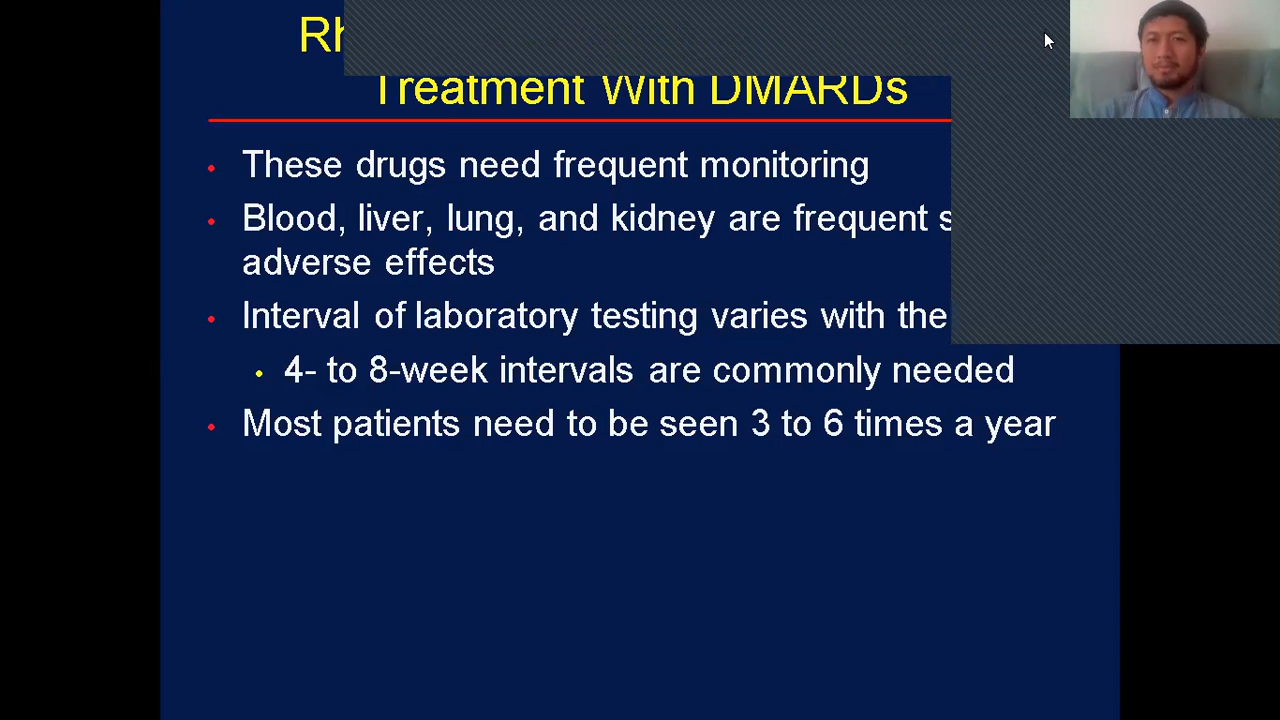 Treatment With DMARDs
• These drugs need frequent monitoring
• Blood, liver, lung, and kidney are frequent
adverse effects
• Interval of laboratory testing varies with the
• 4- to 8-week intervals are commonly needed
• Most patients need to be seen 3 to 6 times a year